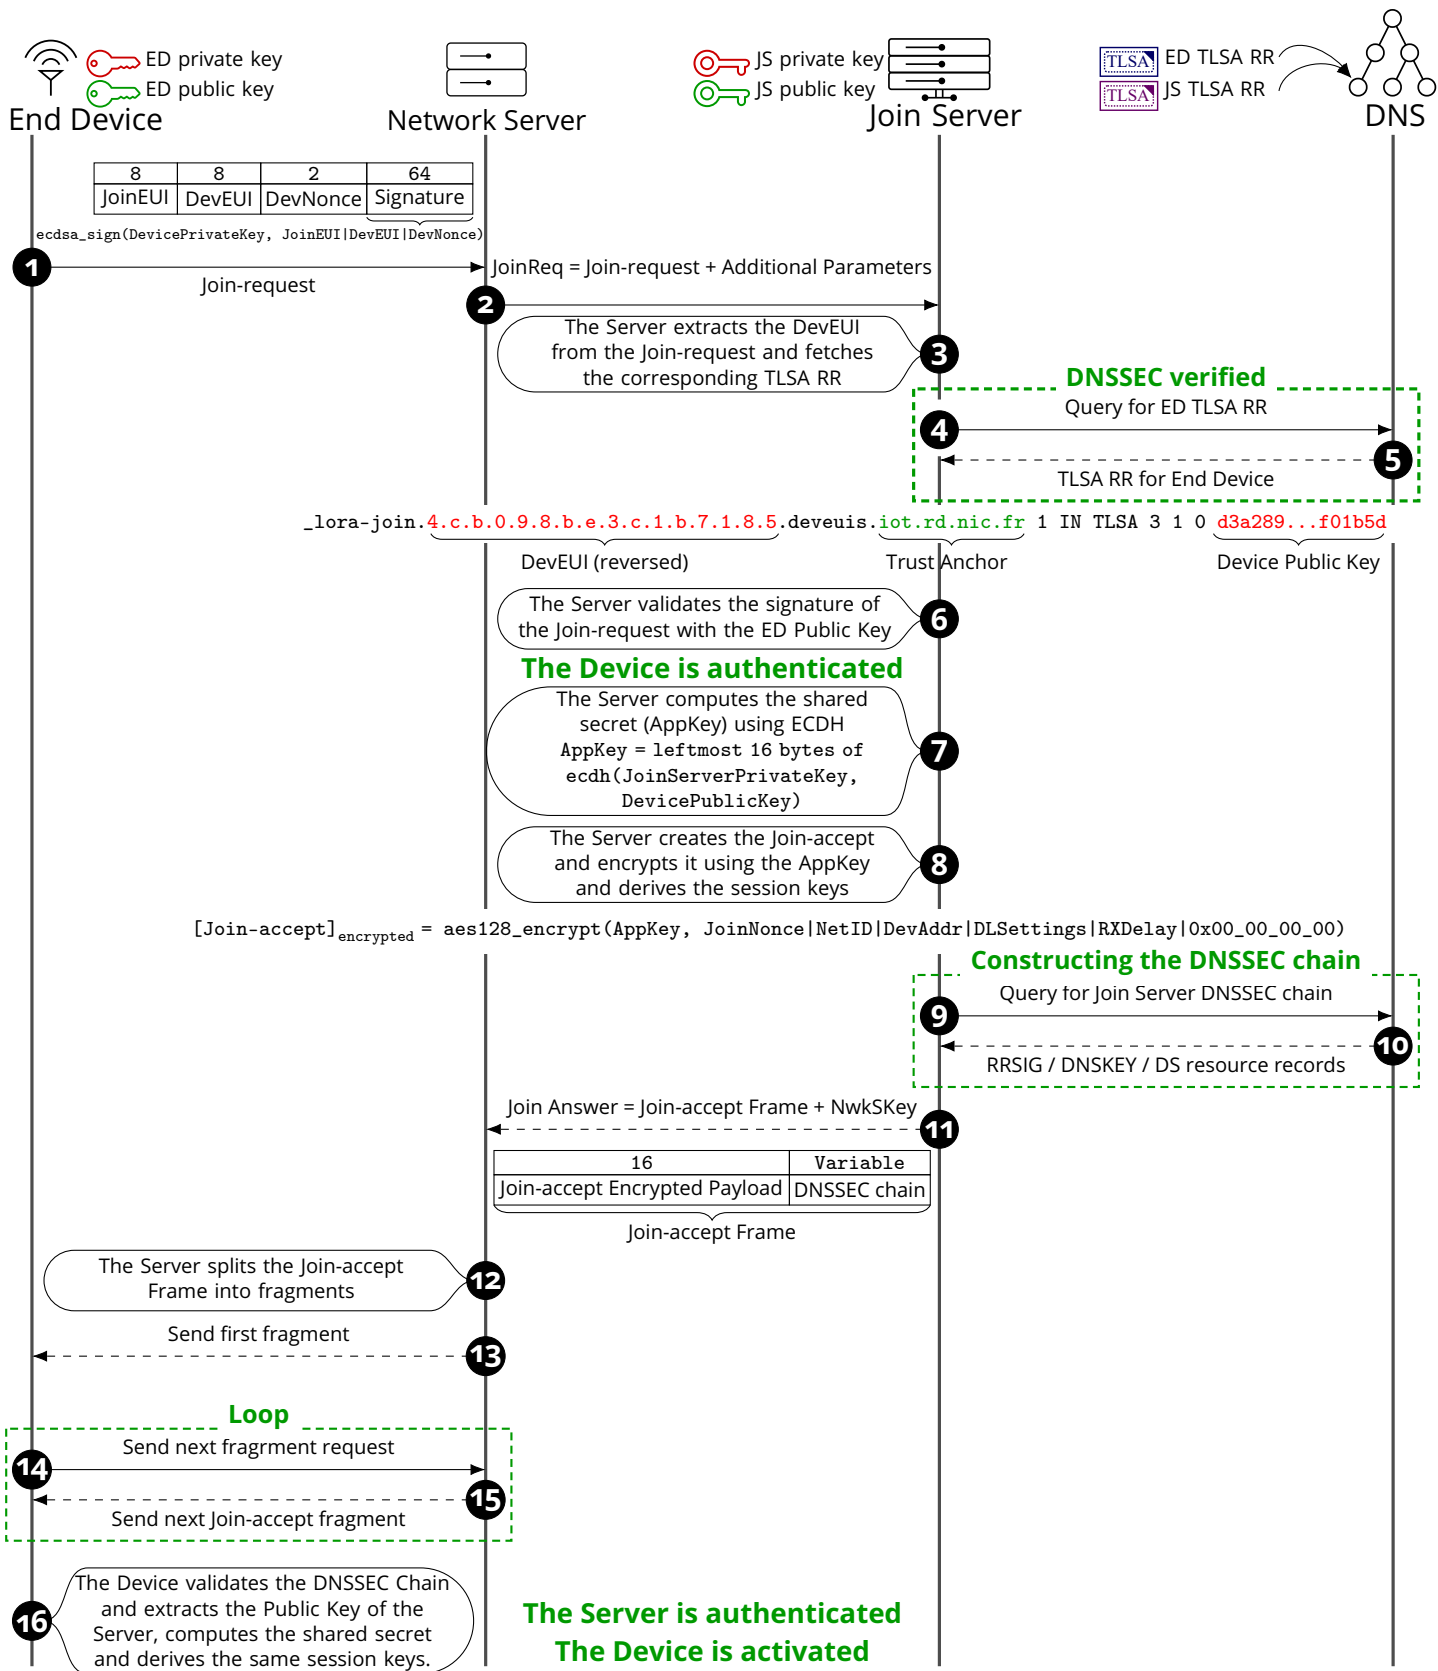 ED private key
ED public key
JS private key
JS public key
TLSA
ED TLSA RR
TLSA
JS TLSA RR
End Device
Network Server
Join Server
DNS
8 8 2 64
JoinEUI DevEUI DevNonce Signature
ecdsa_sign(DevicePrivateKey, JoinEUI|DevEUI|DevNonce)
1
Join-request
JoinReq = Join-request + Additional Parameters
2
The Server extracts the DevEUI
from the Join-request and fetches
the corresponding TLSA RR
3
DNSSEC verified
Query for ED TLSA RR
4
5
TLSA RR for End Device
_lora-join.4.c.b.0.9.8.b.e.3.c.1.b.7.1.8.5.deveuis.iot.rd.nic.fr 1 IN TLSA 3 1 0 d3a289...f01b5d
DevEUI (reversed)
Trust Anchor
Device Public Key
The Server validates the signature of
the Join-request with the ED Public Key
6
The Device is authenticated
The Server computes the shared
secret (AppKey) using ECDH
AppKey = leftmost 16 bytes of
ecdh(JoinServerPrivateKey,
DevicePublicKey)
7
The Server creates the Join-accept
and encrypts it using the AppKey
and derives the session keys
8
[Join-accept]encrypted = aes128_encrypt(AppKey, JoinNonce|NetID|DevAddr|DLSettings|RXDelay|0x00_00_00_00)
Constructing the DNSSEC chain
Query for Join Server DNSSEC chain
9
10
RRSIG / DNSKEY / DS resource records
Join Answer = Join-accept Frame + NwkSKey
11
16 Variable
Join-accept Encrypted Payload DNSSEC chain
Join-accept Frame
The Server splits the Join-accept
Frame into fragments
12
Send first fragment
13
Loop
Send next fragrment request
14
15
Send next Join-accept fragment
The Device validates the DNSSEC Chain
and extracts the Public Key of the
Server, computes the shared secret
and derives the same session keys.
16
The Server is authenticated
The Device is activated